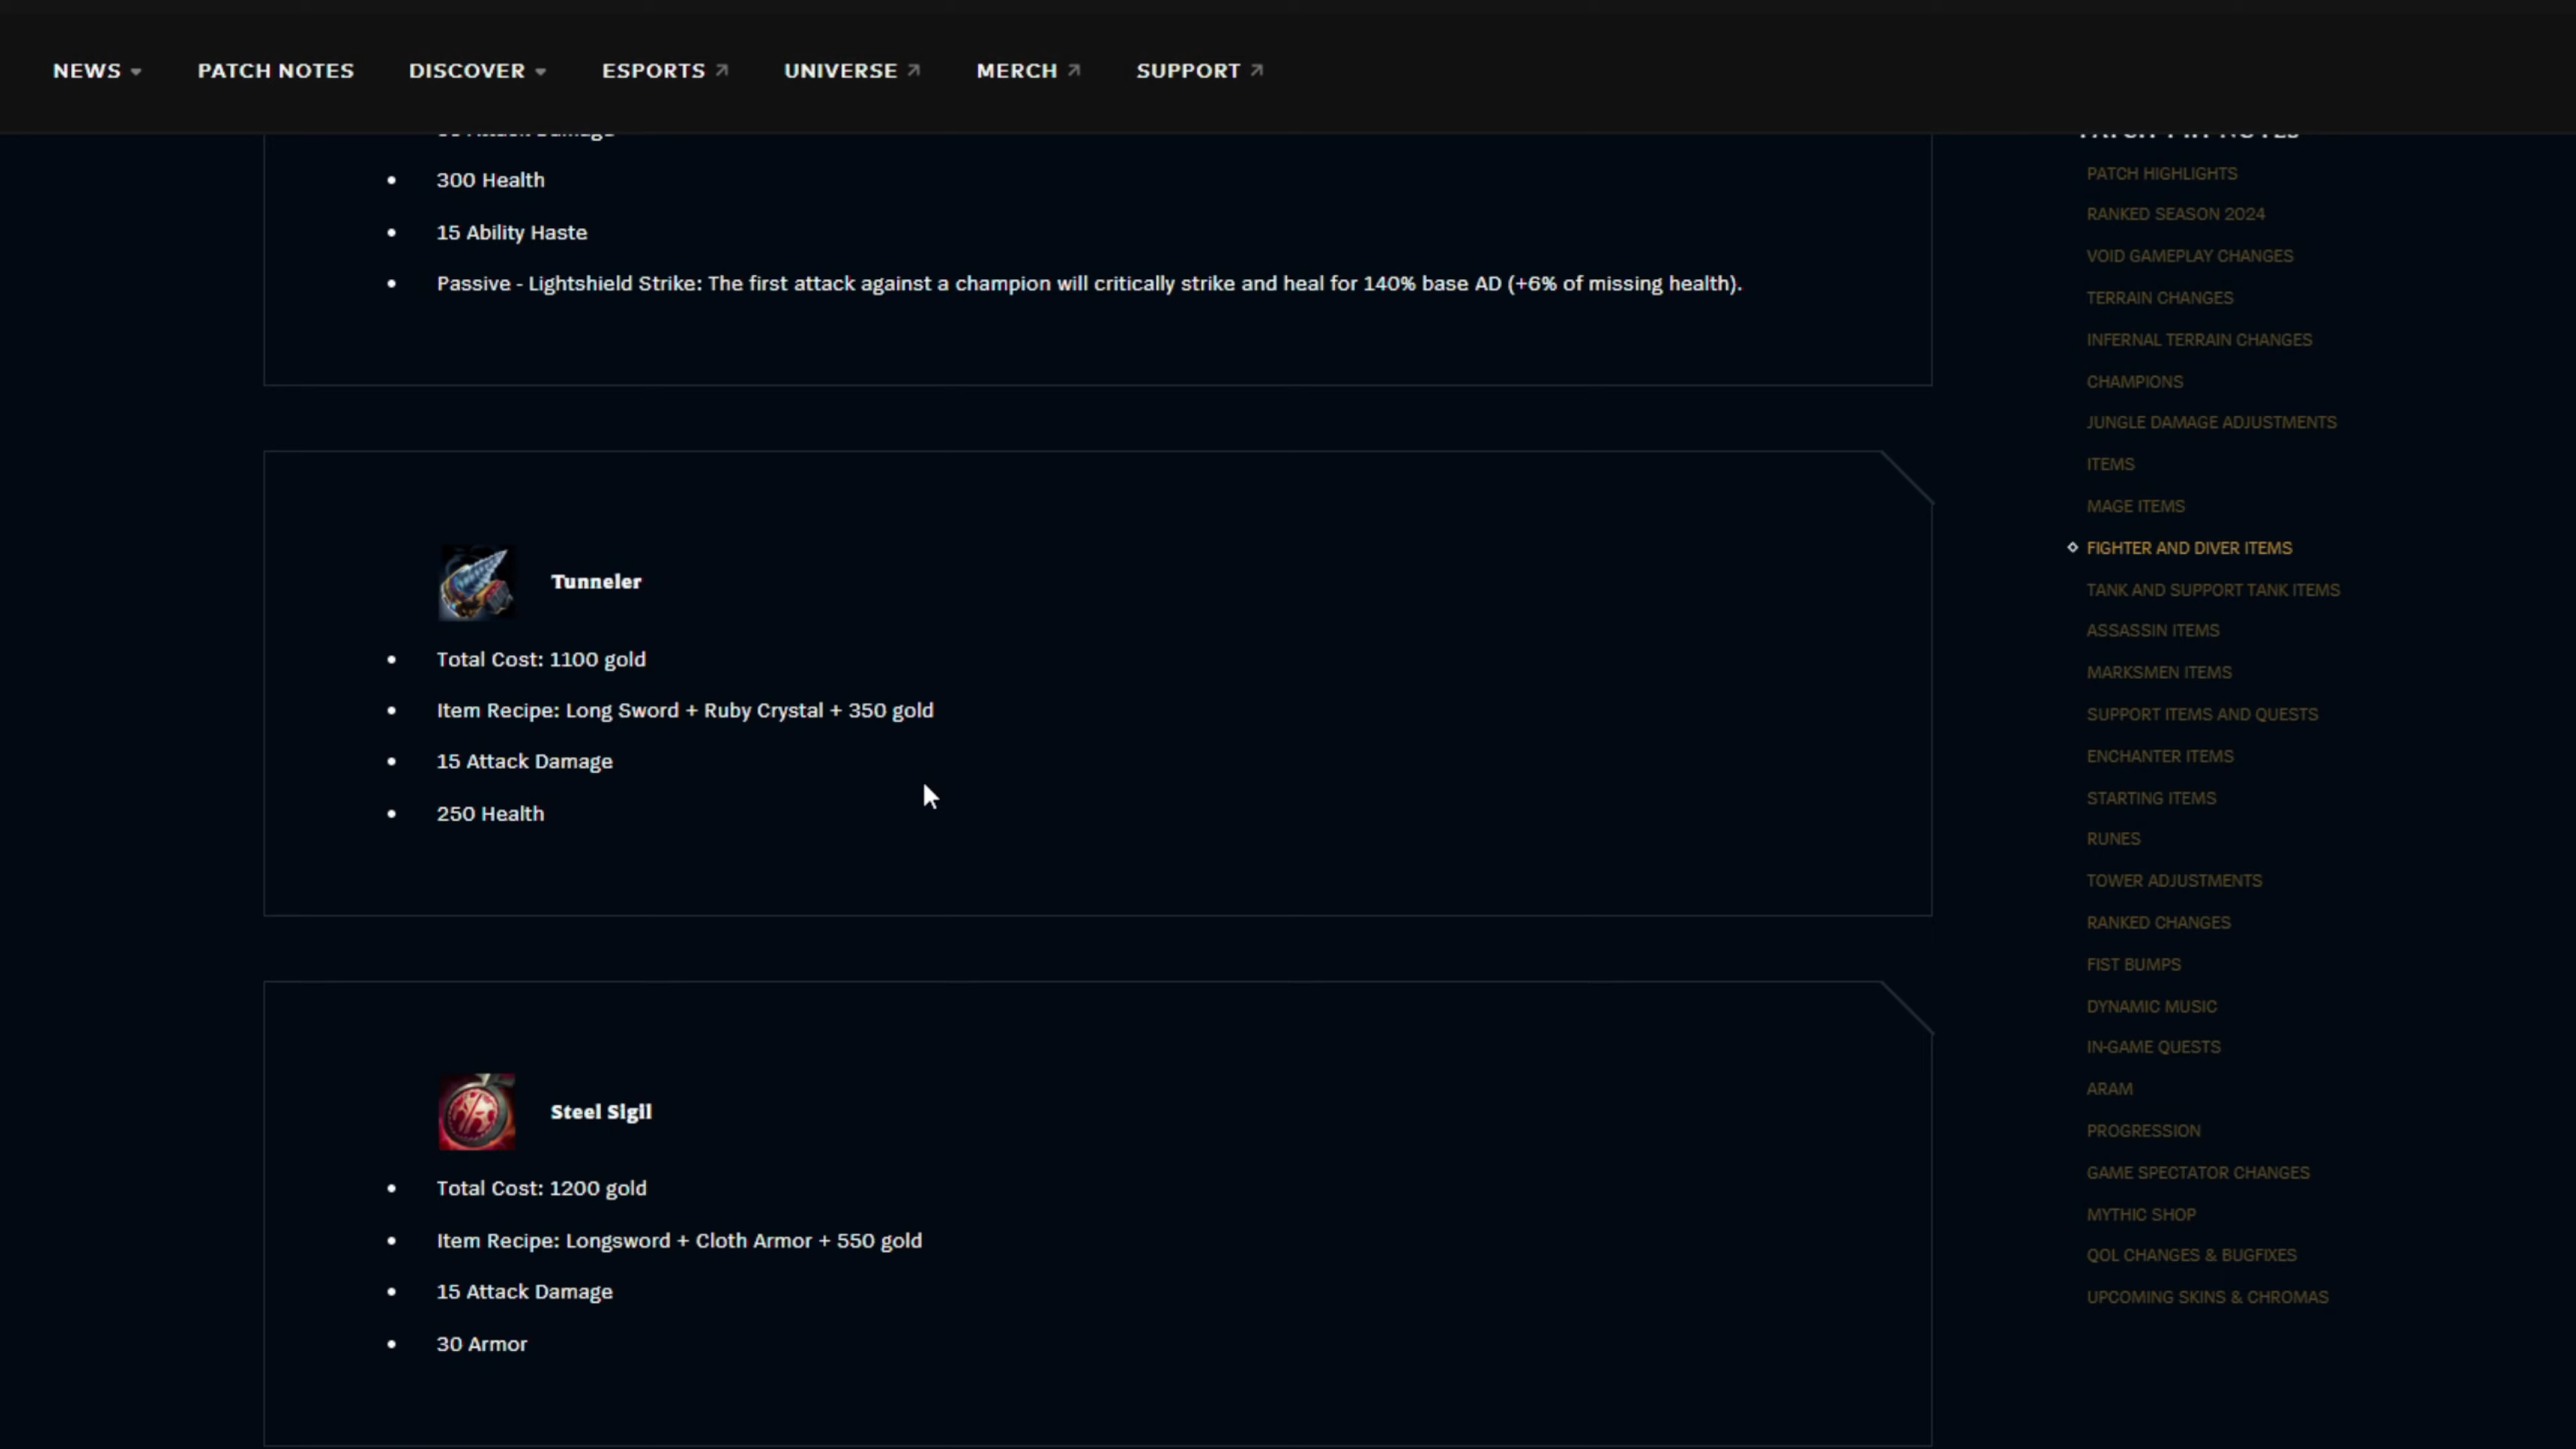 NEWS
PATCH NOTES
DISCOVER
ESPORTS
UNIVERSE
MERCH
SUPPORT
300 Health
15 Ability Haste
Passive - Lightshield Strike: The first attack against a champion will critically strike and heal for 140% base AD (+6% of missing health).
Tunneler
Total Cost: 1100 gold
Item Recipe: Long Sword + Ruby Crystal + 350 gold
15 Attack Damage
250 Health
Steel Sigil
Total Cost: 1200 gold
Item Recipe: Longsword + Cloth Armor + 550 gold
15 Attack Damage
30 Armor
PATCH HIGHLIGHTS
RANKED SEASON 2024
VOID GAMEPLAY CHANGES
TERRAIN CHANGES
INFERNAL TERRAIN CHANGES
CHAMPIONS
JUNGLE DAMAGE ADJUSTMENTS
ITEMS
MAGE ITEMS
FIGHTER AND DIVER ITEMS
TANK AND SUPPORT TANK ITEMS
ASSASSIN ITEMS
MARKSMEN ITEMS
SUPPORT ITEMS AND QUESTS
ENCHANTER ITEMS
STARTING ITEMS
RUNES
TOWER ADJUSTMENTS
RANKED CHANGES
FIST BUMPS
DYNAMIC MUSIC
IN-GAME QUESTS
ARAM
PROGRESSION
GAME SPECTATOR CHANGES
MYTHIC SHOP
QOL CHANGES & BUGFIXES
UPCOMING SKINS & CHROMAS